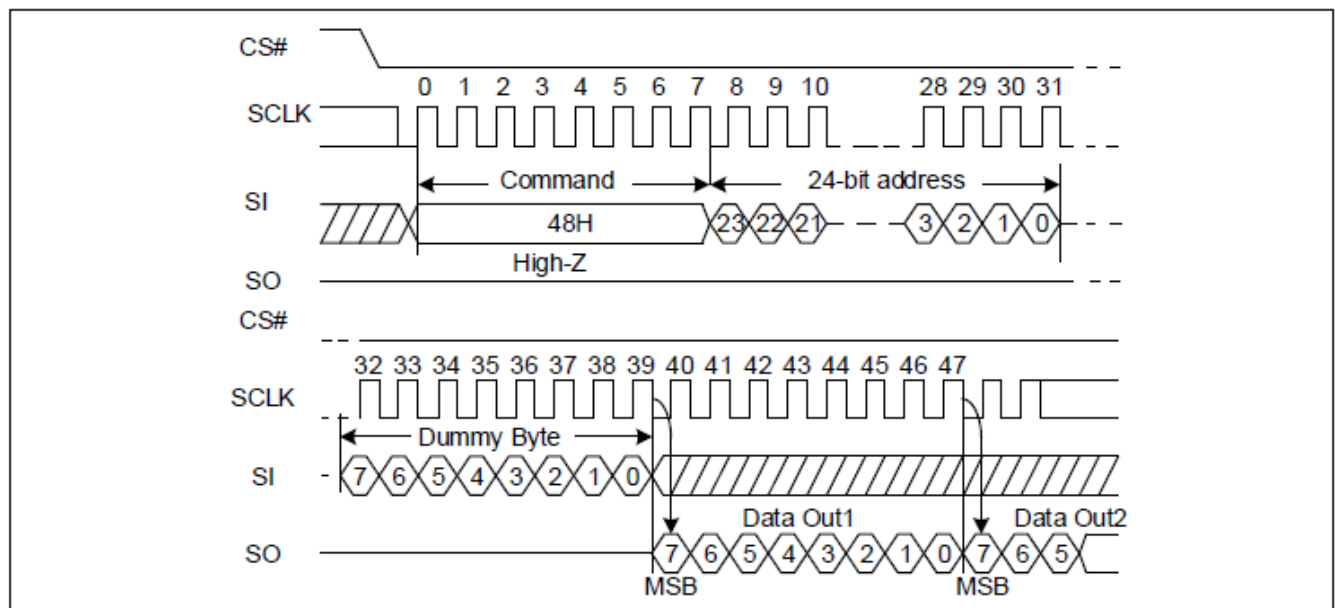 CS#
0 1 2 3 4 5 6 7 8 9 10 28 29 30 31
SCLK
Command 24-bit address
SI
48H 23 22 21 3 2 1 0
High-Z
SO
CS#
32 33 34 35 36 37 38 39 40 41 42 43 44 45 46 47
SCLK
Dummy Byte
SI 7 6 5 4 3 2 1 0
Data Out1 Data Out2
SO 7 6 5 4 3 2 1 0 7 6 5
MSB MSB